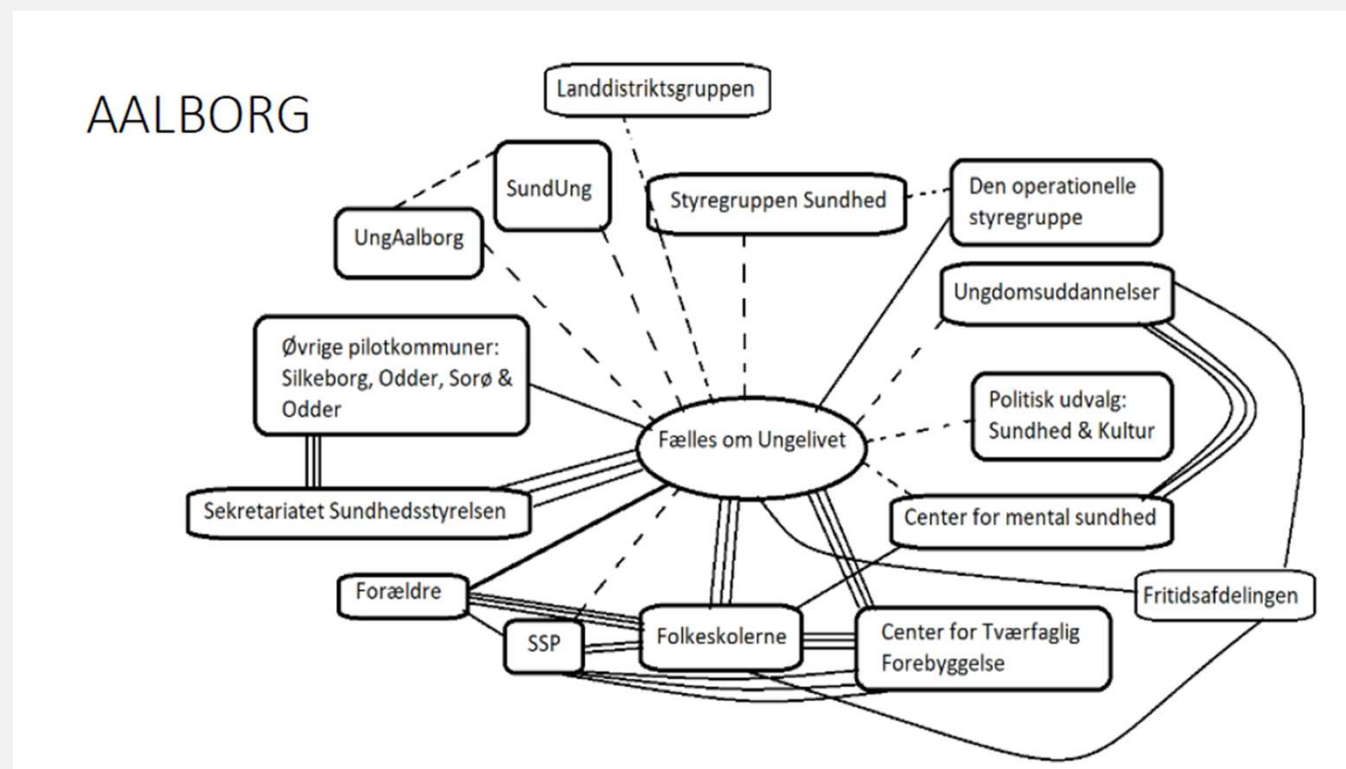 AALBORG
Landdistriktsgruppen
SundUng
Styregruppen Sundhed
Den operationelle
styregruppe
UngAalborg
Ungdomsuddannelser
Øvrige pilotkommuner:
Silkeborg, Odder, Sorø &
Odder
Politisk udvalg:
Sundhed & Kultur
Fælles om Ungelivet
Sekretariatet Sundhedsstyrelsen
Center for mental sundhed
Forældre
Fritidsafdelingen
SSP
Folkeskolerne
Center for Tværfaglig
Forebyggelse